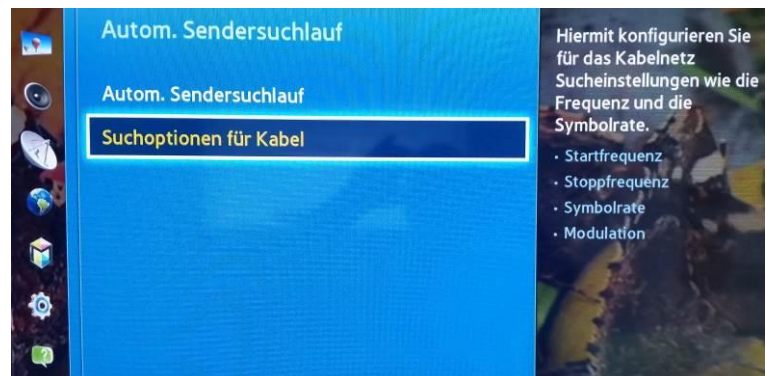 Autom. Sendersuchlauf
Autom. Sendersuchlauf
Suchoptionen für Kabel
Hiermit konfigurieren Sie
für das Kabelnetz
Sucheinstellungen wie die
Frequenz und die
Symbolrate.
• Startfrequenz
• Stoppfrequenz
• Symbolrate
• Modulation